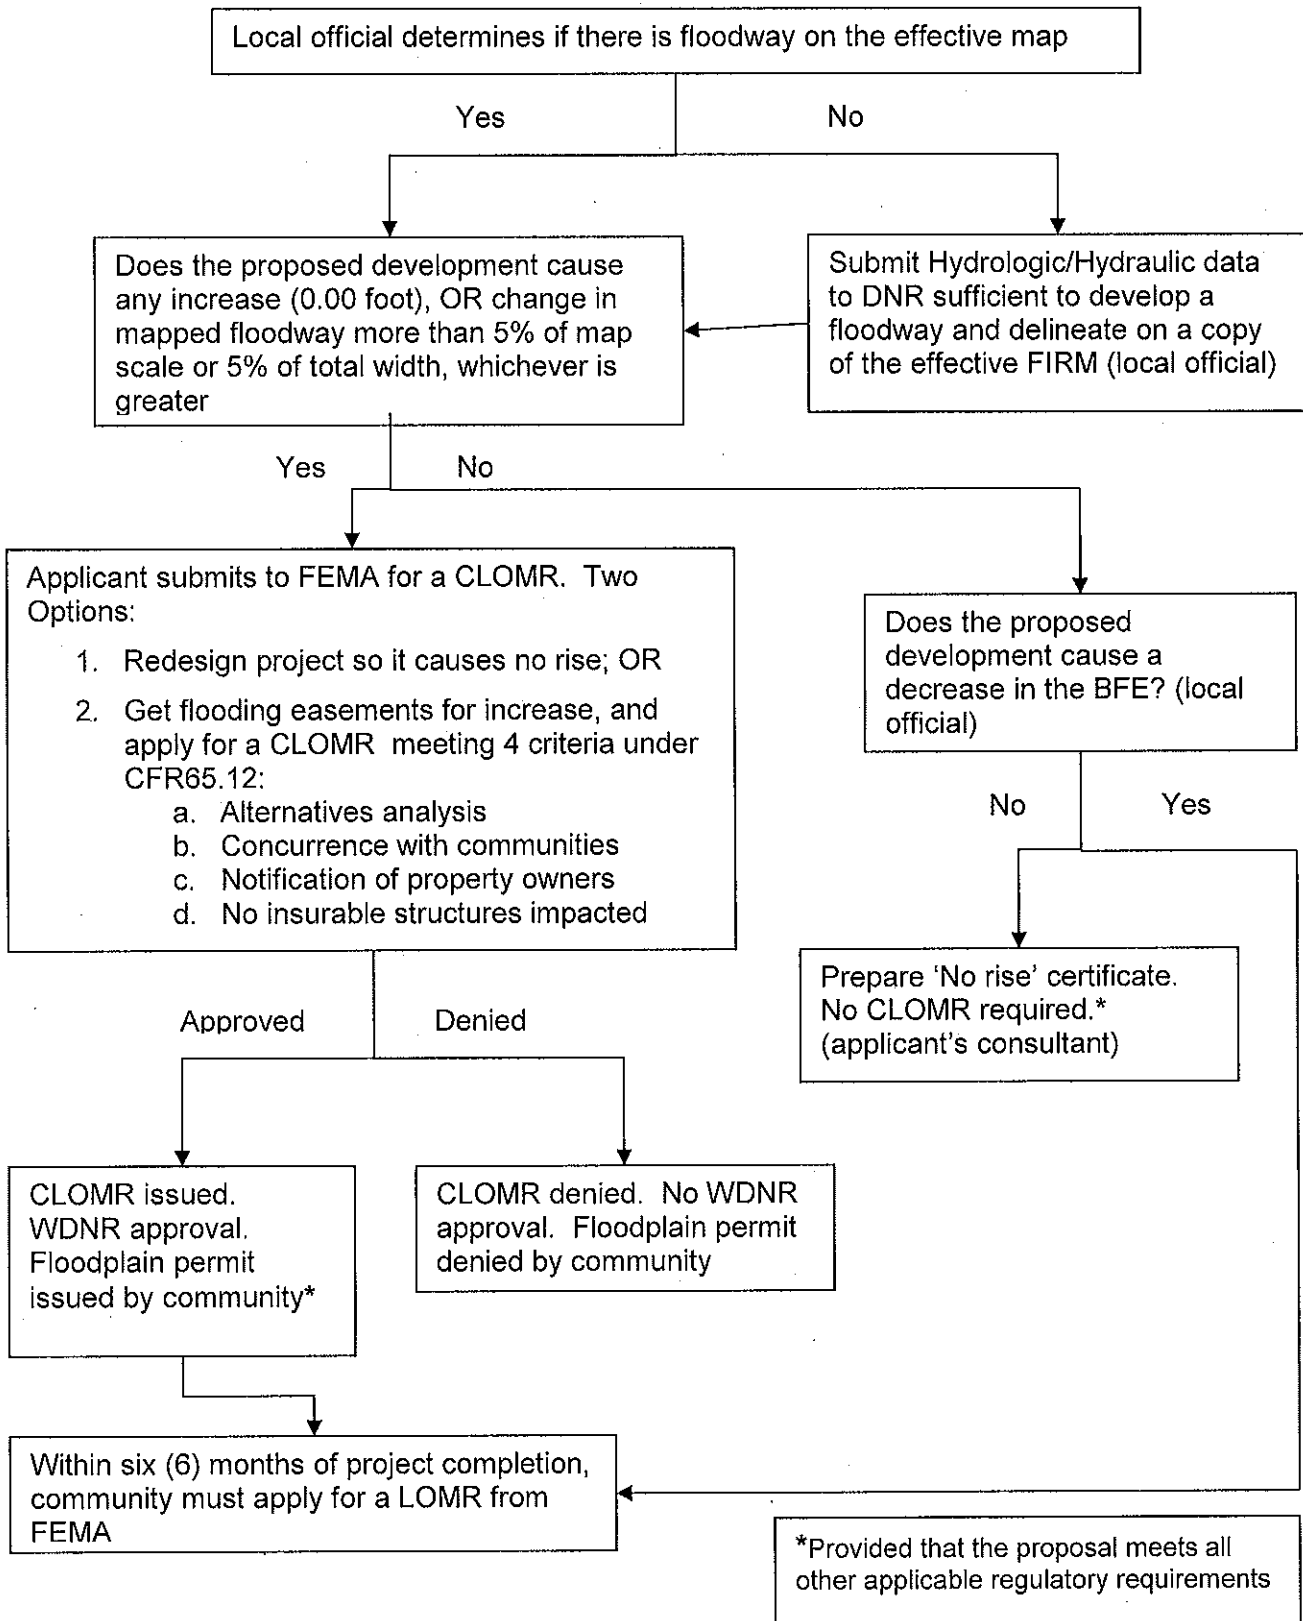 Local official determines if there is floodway on the effective map
Yes
No
Does the proposed development cause
any increase (0.00 foot), OR change in
mapped floodway more than 5% of map
scale or 5% of total width, whichever is
greater
Submit Hydrologic/Hydraulic data
to DNR sufficient to develop a
floodway and delineate on a copy
of the effective FIRM (local official)
Yes
No
Applicant submits to FEMA for a CLOMR. Two
Options:
1. Redesign project so it causes no rise; OR
2. Get flooding easements for increase, and
apply for a CLOMR meeting 4 criteria under
CFR65.12:
a. Alternatives analysis
b. Concurrence with communities
c. Notification of property owners
d. No insurable structures impacted
Does the proposed
development cause a
decrease in the BFE? (local
official)
No
Yes
Prepare ‘No rise’ certificate.
No CLOMR required.*
(applicant’s consultant)
Approved
Denied
CLOMR issued.
WDNR approval.
Floodplain permit
issued by community*
CLOMR denied. No WDNR
approval. Floodplain permit
denied by community
Within six (6) months of project completion,
community must apply for a LOMR from
FEMA
*Provided that the proposal meets all
other applicable regulatory requirements